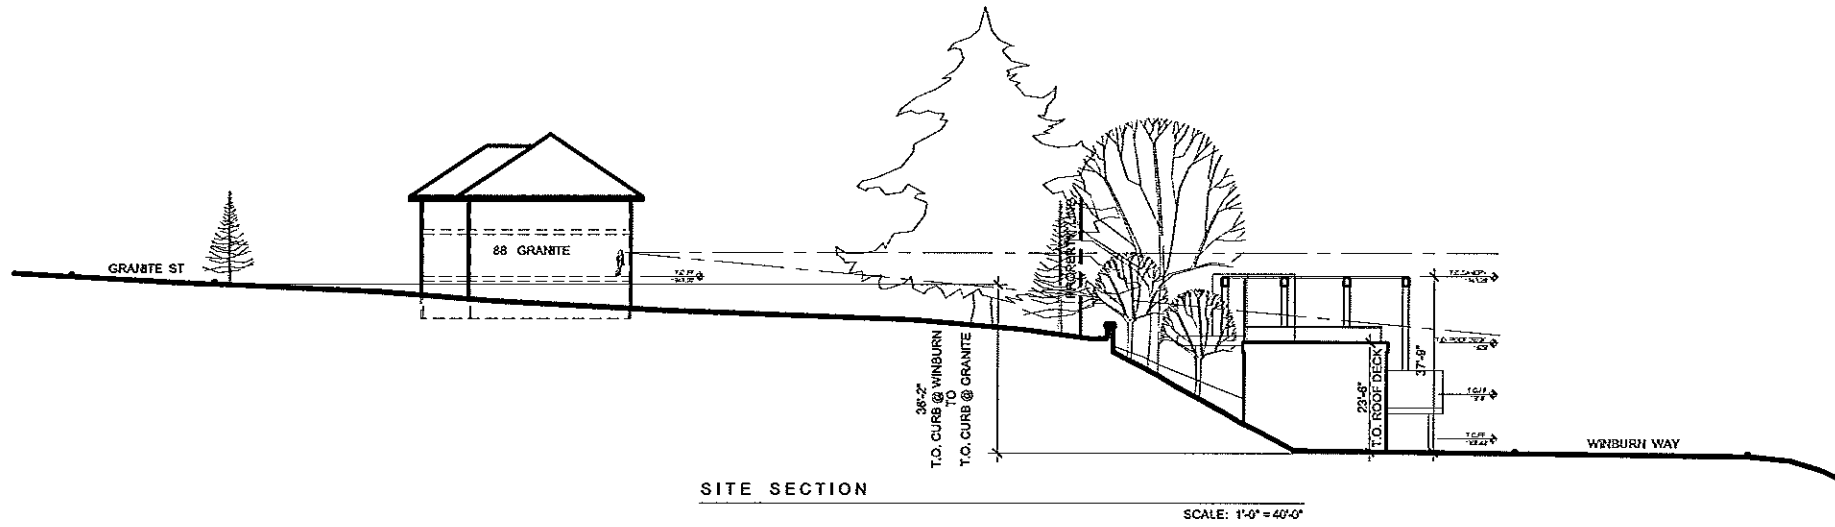 GRANITE ST
88 GRANITE
36'-2"
T.O. CURB @ WINBURN
TO
T.O. CURB @ GRANITE
23'-6"
T.O. ROOF DECK
37'-9"
WINBURN WAY
SITE SECTION
SCALE: 1'-0" = 40'-0"